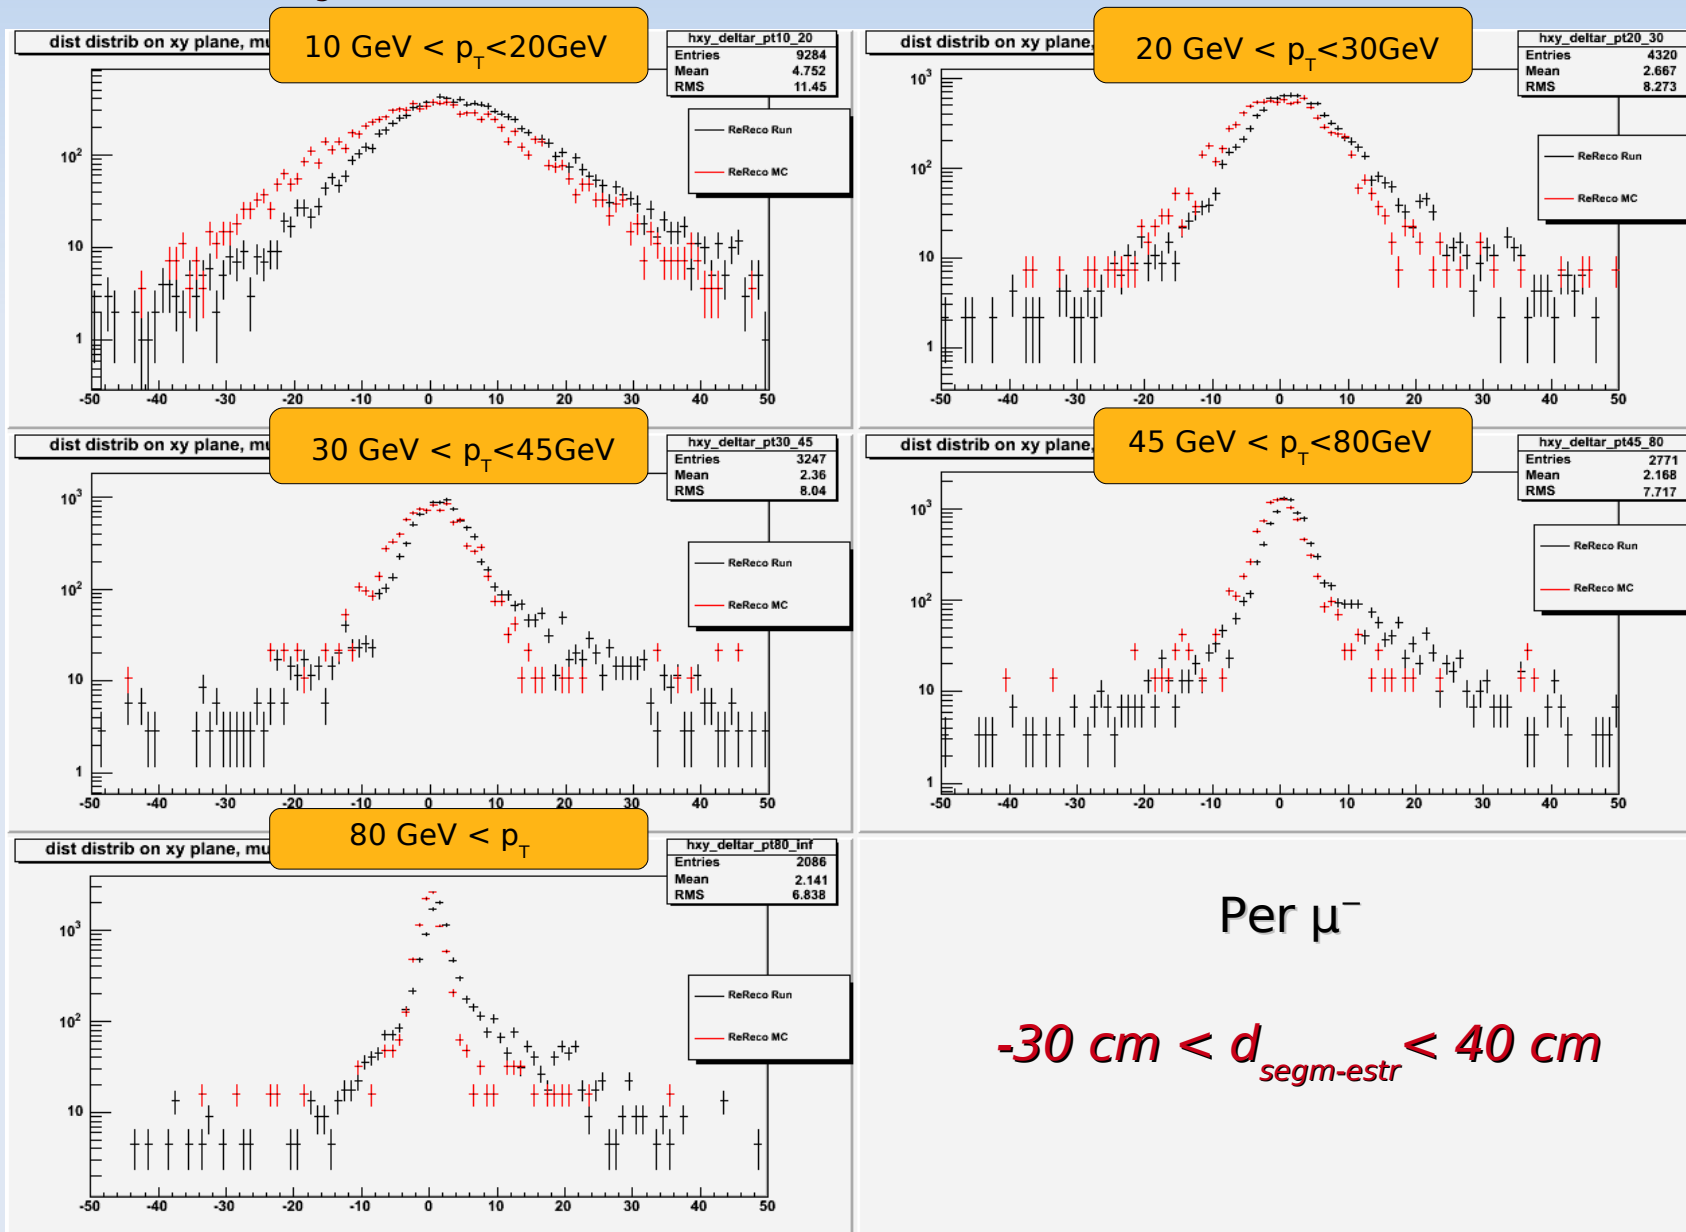 10 GeV < pT<20GeV
dist distrib on xy plane, mu
hxy_deltar_pt10_20
Entries 9284
Mean 4.752
RMS 11.45
ReReco Run
ReReco MC
10²
10
1
-50 -40 -30 -20 -10 0 10 20 30 40 50
20 GeV < pT<30GeV
dist distrib on xy plane,
hxy_deltar_pt20_30
Entries 4320
Mean 2.667
RMS 8.273
ReReco Run
ReReco MC
10³
10²
10
1
-50 -40 -30 -20 -10 0 10 20 30 40 50
30 GeV < pT<45GeV
dist distrib on xy plane, mu
hxy_deltar_pt30_45
Entries 3247
Mean 2.36
RMS 8.04
ReReco Run
ReReco MC
10³
10²
10
1
-50 -40 -30 -20 -10 0 10 20 30 40 50
45 GeV < pT<80GeV
dist distrib on xy plane,
hxy_deltar_pt45_80
Entries 2771
Mean 2.168
RMS 7.717
ReReco Run
ReReco MC
10³
10²
10
1
-50 -40 -30 -20 -10 0 10 20 30 40 50
80 GeV < pT
dist distrib on xy plane, mu
hxy_deltar_pt80_inf
Entries 2086
Mean 2.141
RMS 6.838
ReReco Run
ReReco MC
10³
10²
10
-50 -40 -30 -20 -10 0 10 20 30 40 50
Per μ⁻
-30 cm < dsegm-estr< 40 cm